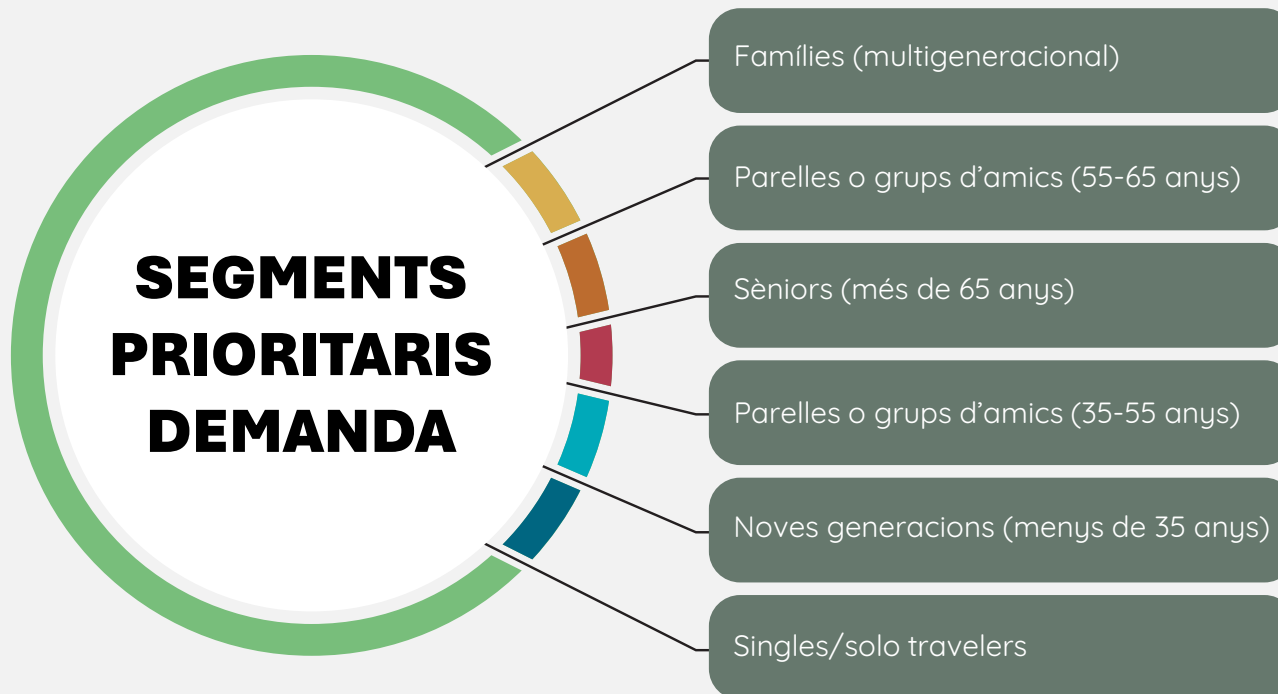 SEGMENTS
PRIORITARIS
DEMANDA
Famílies (multigeneracional)
Parelles o grups d’amics (55-65 anys)
Sèniors (més de 65 anys)
Parelles o grups d’amics (35-55 anys)
Noves generacions (menys de 35 anys)
Singles/solo travelers